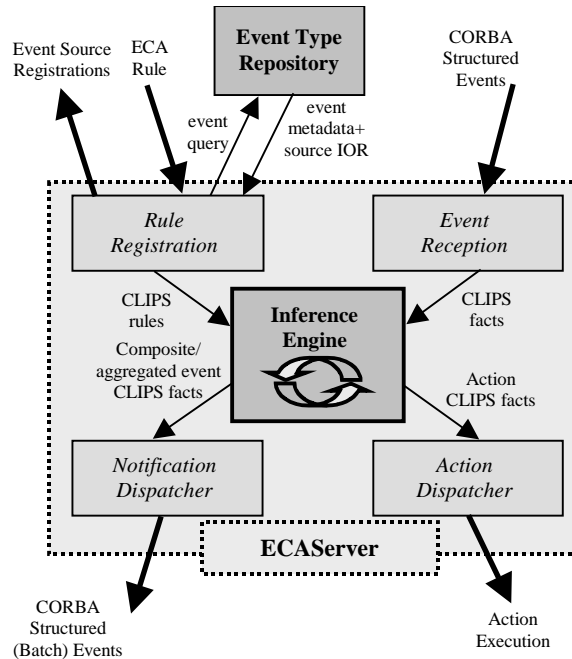 Event Source
Registrations
ECA
Rule
Event Type
Repository
CORBA
Structured
Events
event
query
event
metadata+
source IOR
Rule
Registration
Event
Reception
CLIPS
rules
Inference
Engine
CLIPS
facts
Composite/
aggregated event
CLIPS facts
Action
CLIPS facts
Notification
Dispatcher
Action
Dispatcher
ECAServer
CORBA
Structured
(Batch) Events
Action
Execution